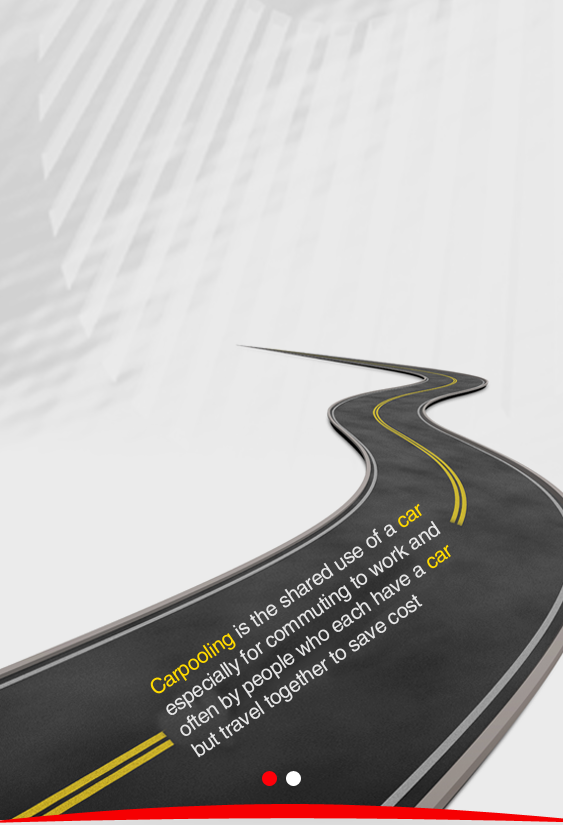 Carpooling is the shared use of a car
especially for commuting to work and
often by people who each have a car
but travel together to save cost